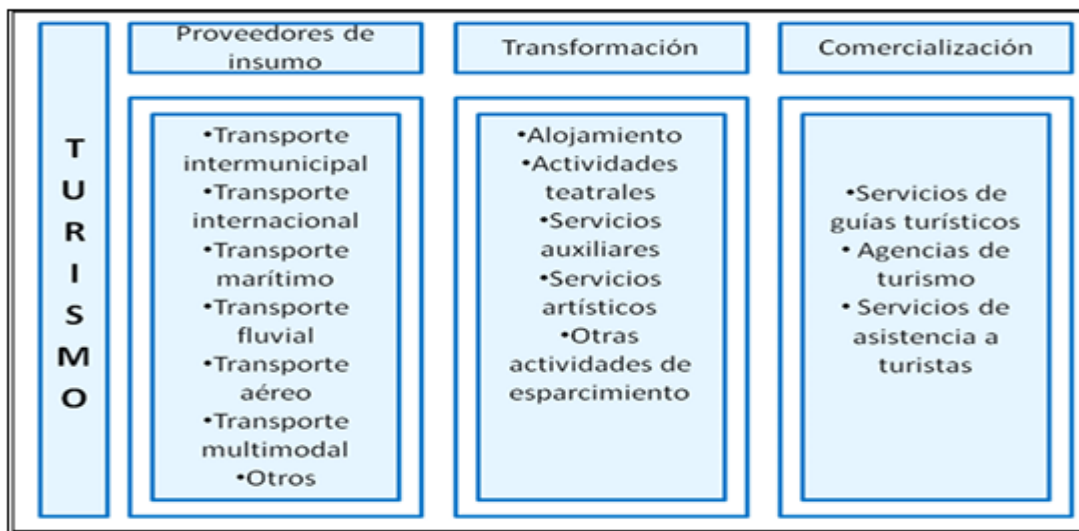 TURISMO
Proveedores de
insumo
•Transporte
intermunicipal
•Transporte
internacional
•Transporte
marítimo
•Transporte
fluvial
•Transporte
aéreo
•Transporte
multimodal
•Otros
Transformación
•Alojamiento
•Actividades
teatrales
•Servicios
auxiliares
•Servicios
artísticos
•Otras
actividades de
esparcimiento
Comercialización
•Servicios de
guías turísticos
• Agencias de
turismo
• Servicios de
asistencia a
turistas